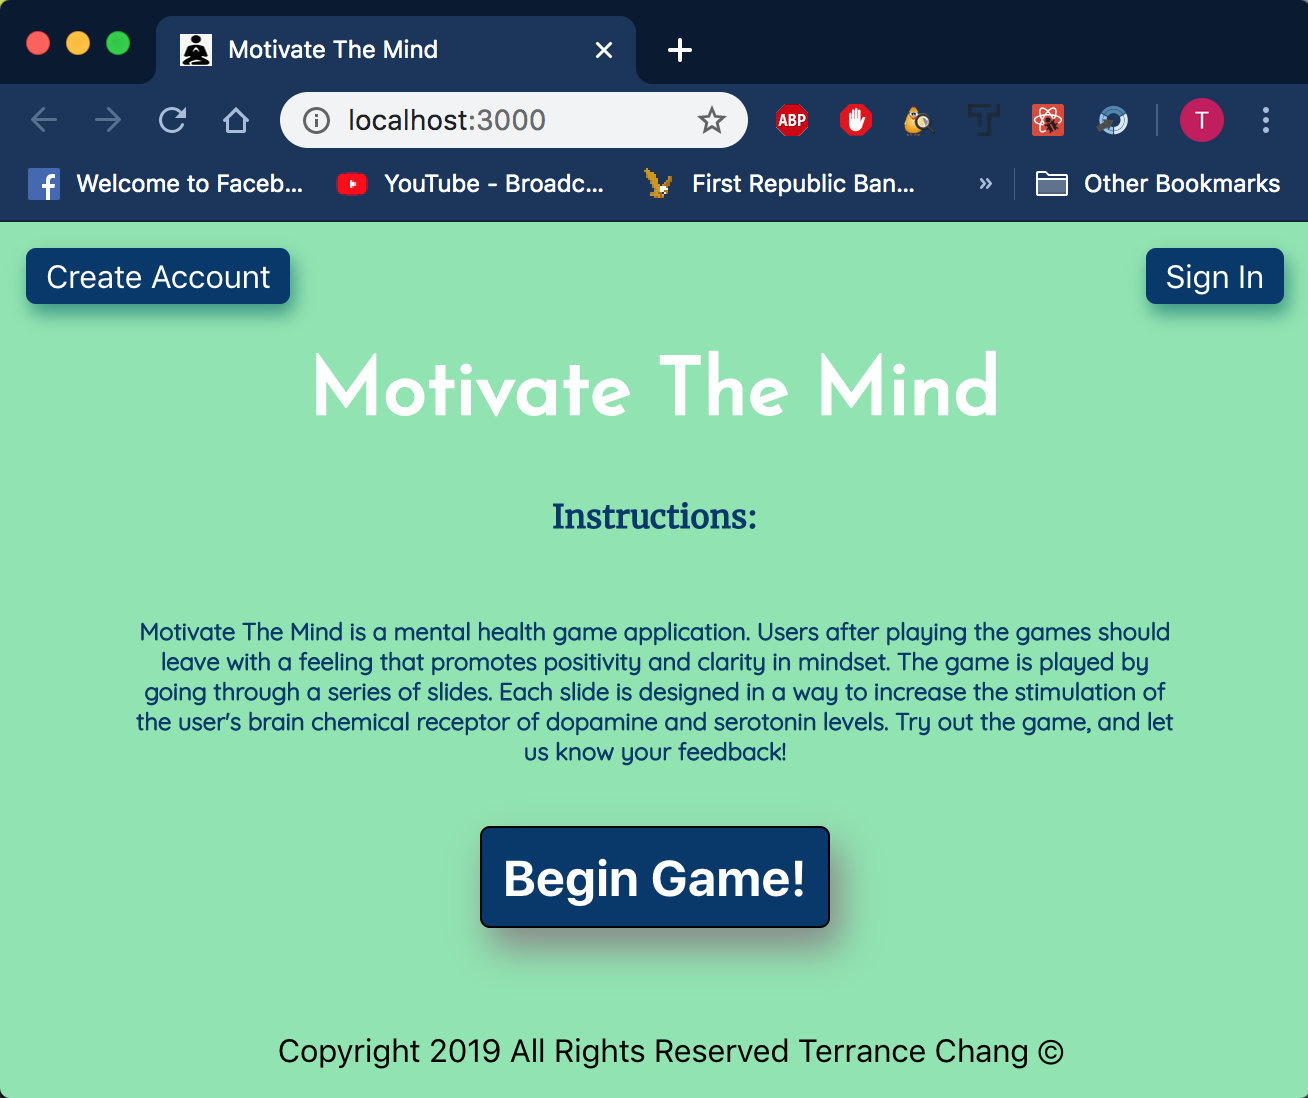 Motivate The Mind
localhost:3000
ABP
T
Welcome to Faceb...
YouTube - Broadc...
First Republic Ban...
»
Other Bookmarks
Create Account
Sign In
Motivate The Mind
Instructions:
Motivate The Mind is a mental health game application. Users after playing the games should
leave with a feeling that promotes positivity and clarity in mindset. The game is played by
going through a series of slides. Each slide is designed in a way to increase the stimulation of
the user's brain chemical receptor of dopamine and serotonin levels. Try out the game, and let
us know your feedback!
Begin Game!
Copyright 2019 All Rights Reserved Terrance Chang ©